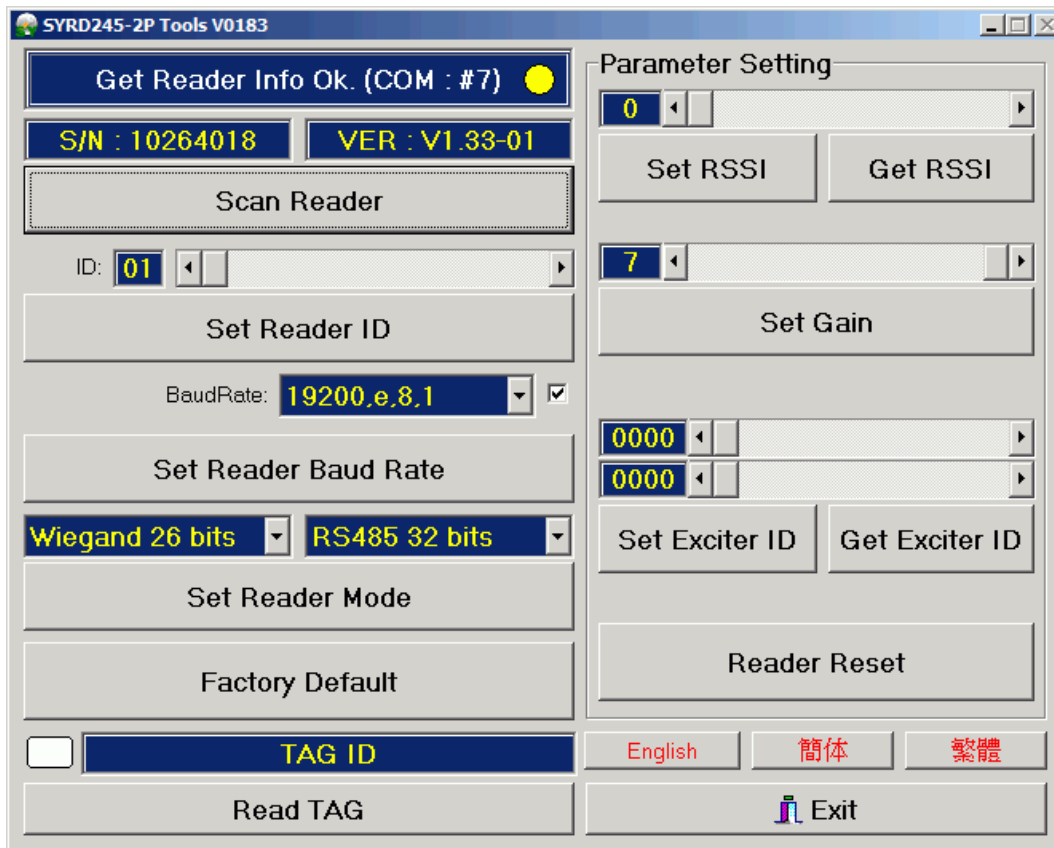 SYRD245-2P Tools V0183
Get Reader Info Ok. (COM : #7)
S/N : 10264018
VER : V1.33-01
Scan Reader
ID: 01
Set Reader ID
BaudRate: 19200,e,8,1
Set Reader Baud Rate
Wiegand 26 bits
RS485 32 bits
Set Reader Mode
Factory Default
TAG ID
Read TAG
Parameter Setting
0
Set RSSI
Get RSSI
7
Set Gain
0000
0000
Set Exciter ID
Get Exciter ID
Reader Reset
English
簡体
繁體
Exit